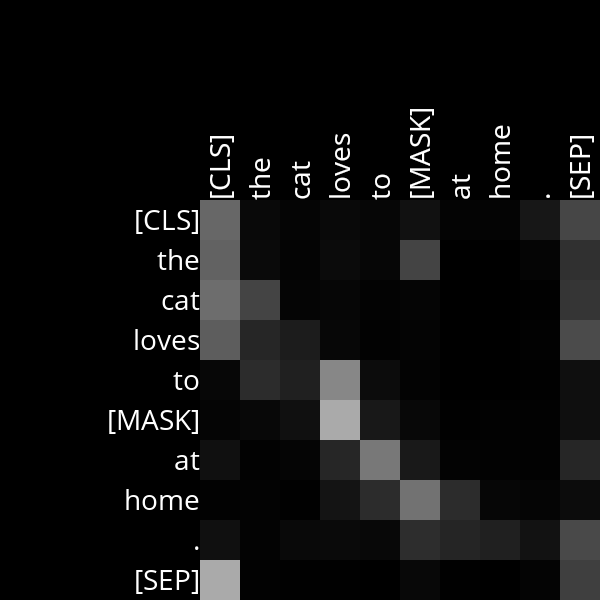 [CLS] the cat loves to [MASK] at home . [SEP]
[CLS]
the
cat
loves
to
[MASK]
at
home
.
[SEP]